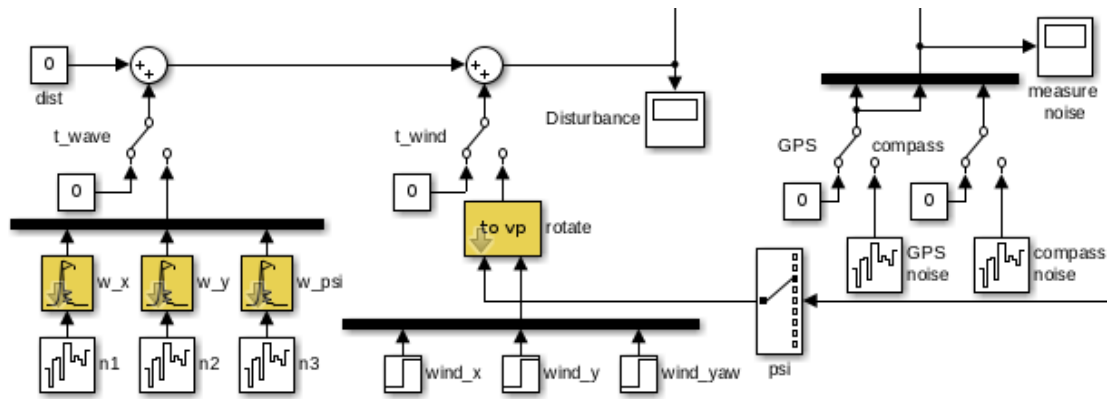 0
dist
t_wave
0
w_x
w_y
w_psi
n1
n2
n3
Disturbance
t_wind
0
to vp
rotate
wind_x
wind_y
wind_yaw
psi
measure
noise
GPS
compass
0
0
GPS
noise
compass
noise